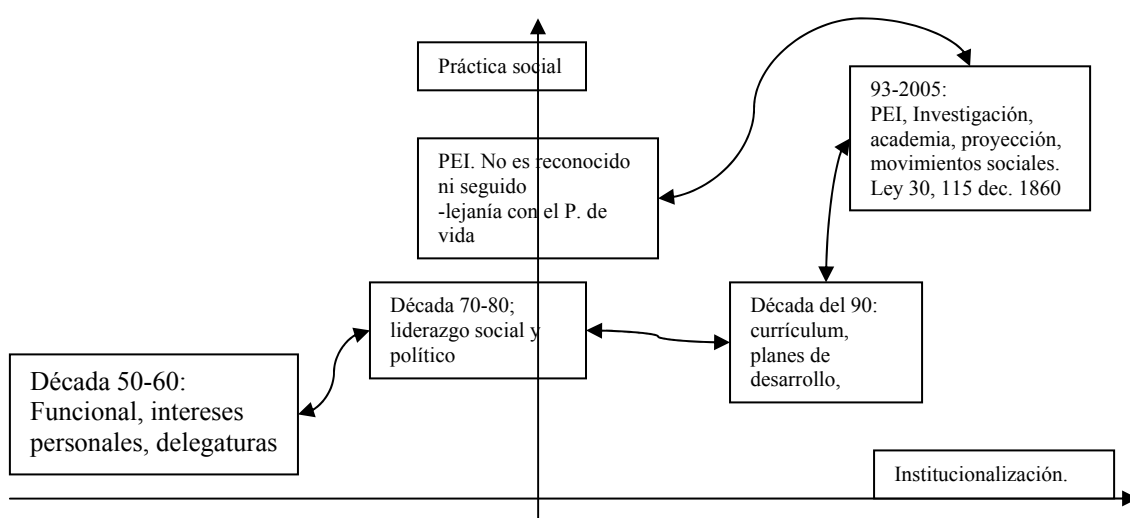 Práctica social
93-2005:
PEI, Investigación,
academia, proyección,
movimientos sociales.
Ley 30, 115 dec. 1860
PEI. No es reconocido
ni seguido
-lejanía con el P. de
vida
Década 70-80;
liderazgo social y
político
Década del 90:
currículum,
planes de
desarrollo,
Década 50-60:
Funcional, intereses
personales, delegaturas
Institucionalización.